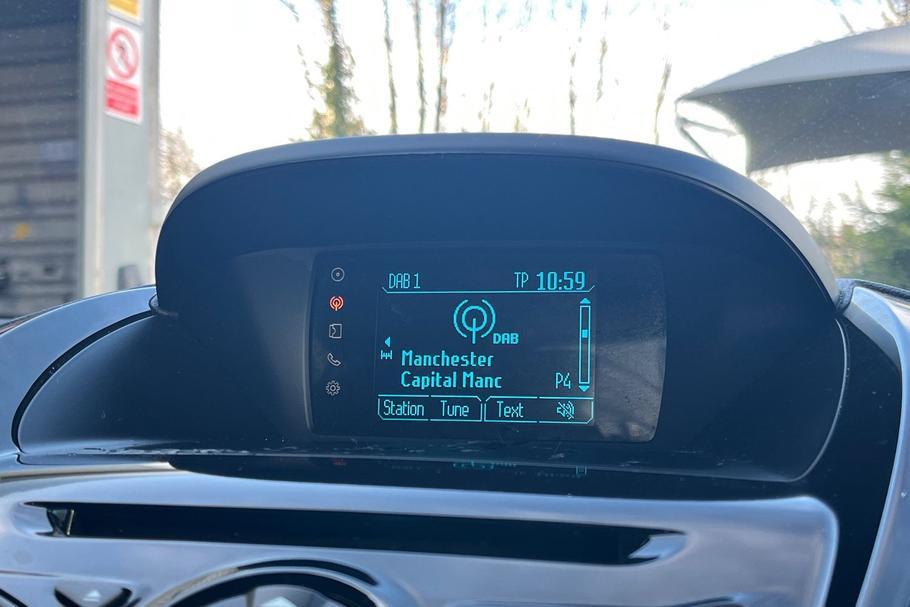 DAB 1 TP 10:59
DAB
Manchester
Capital Manc P4
Station Tune Text